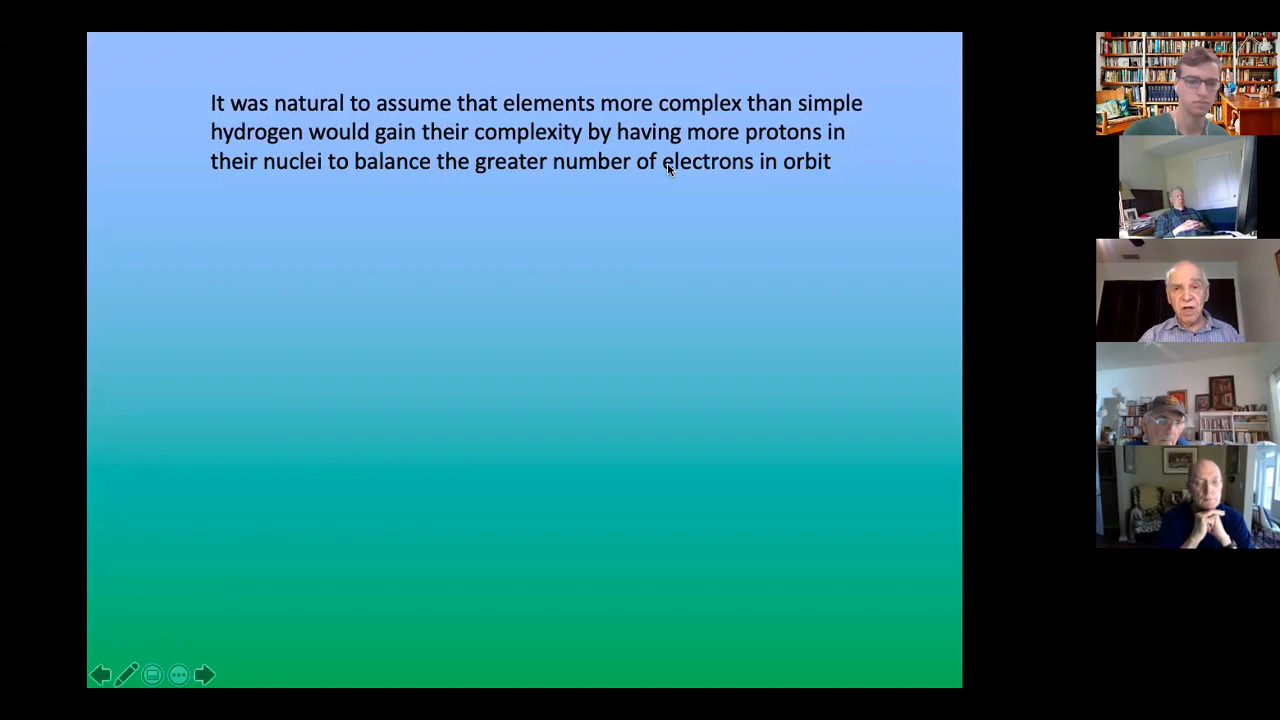 It was natural to assume that elements more complex than simple
hydrogen would gain their complexity by having more protons in
their nuclei to balance the greater number of electrons in orbit